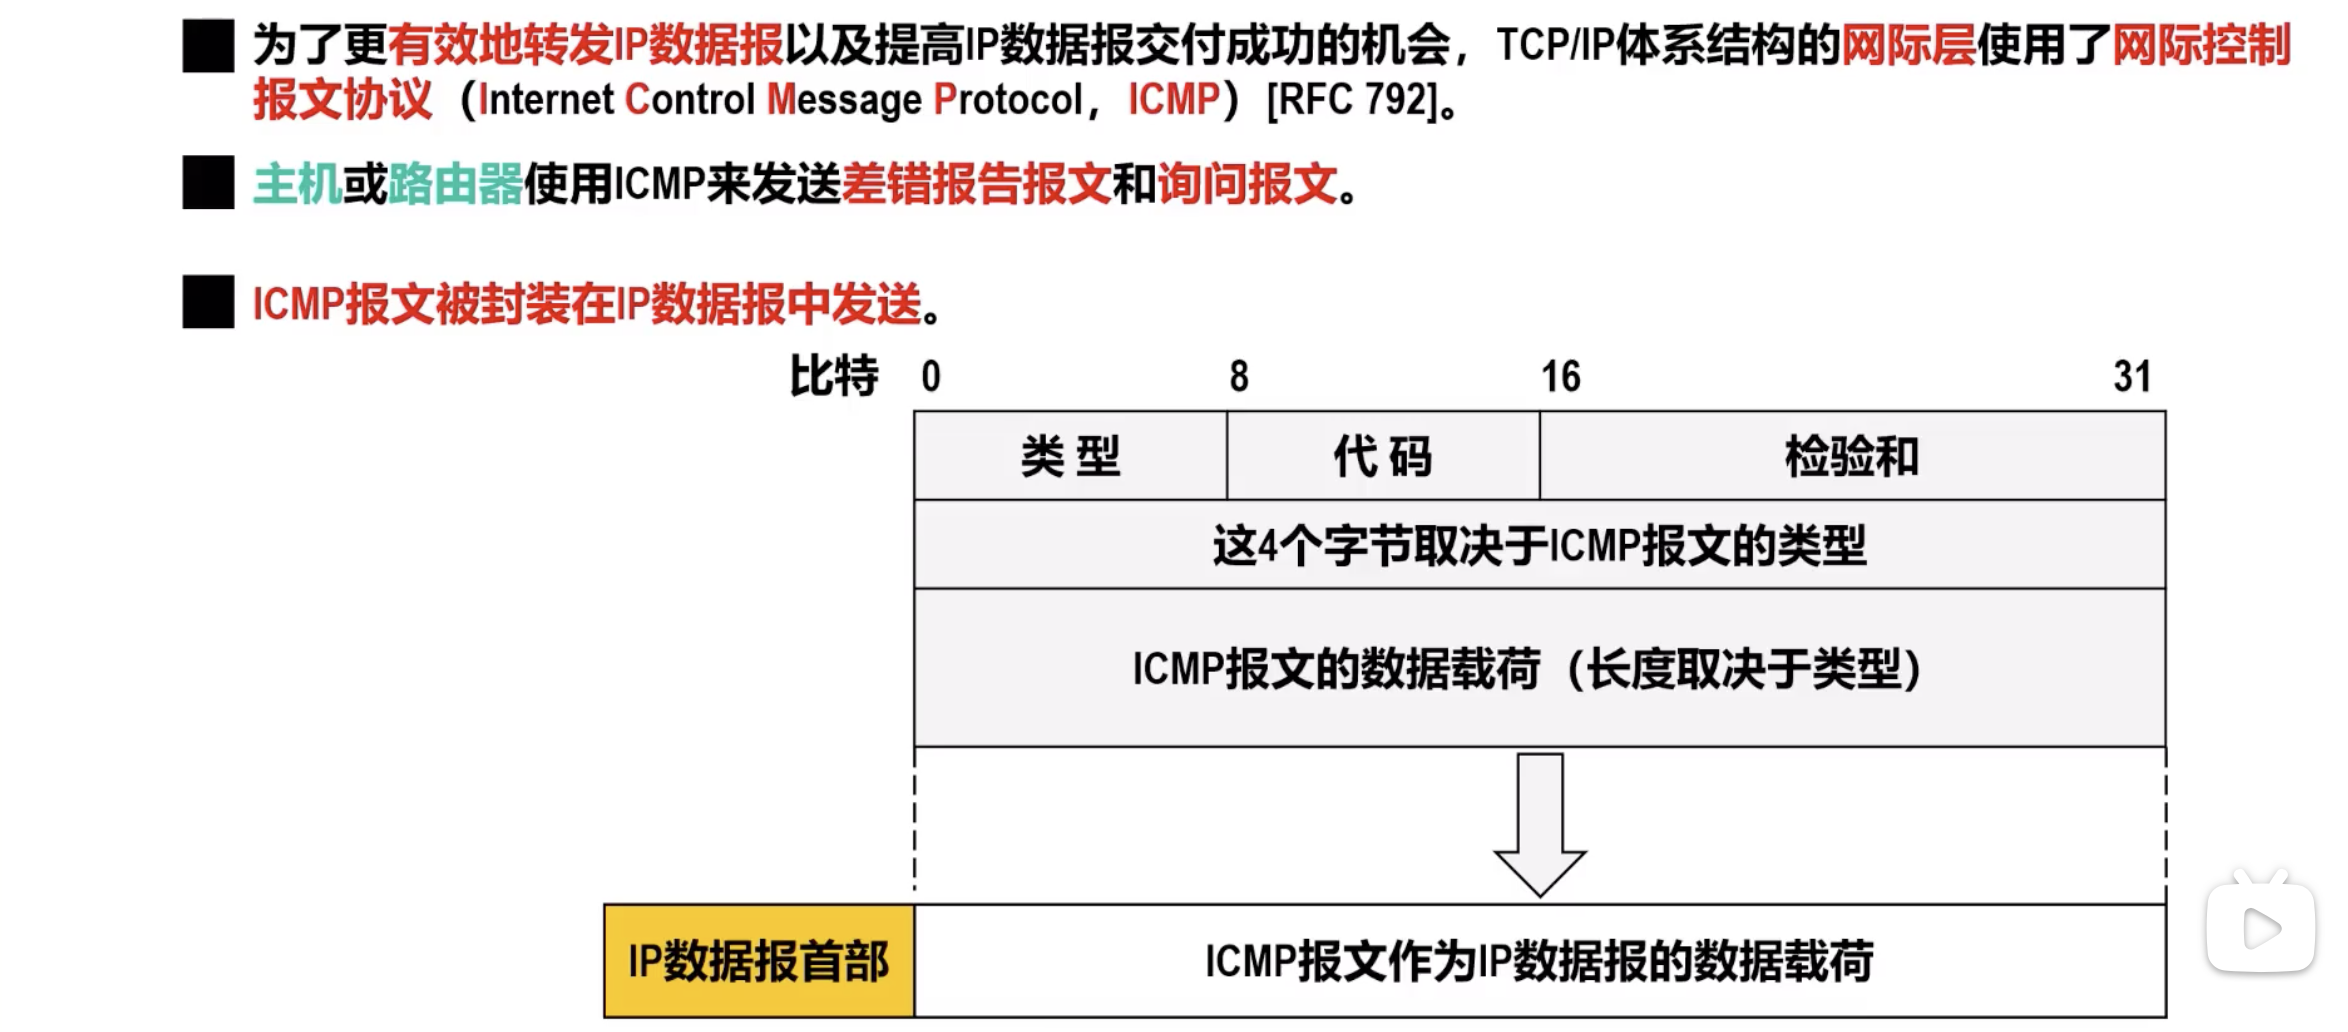 为了更有效地转发IP数据报以及提高IP数据报交付成功的机会，TCP/IP体系结构的网际层使用了网际控制
报文协议（Internet Control Message Protocol，ICMP）[RFC 792]。
主机或路由器使用ICMP来发送差错报告报文和询问报文。
ICMP报文被封装在IP数据报中发送。
比特 0 8 16 31
类 型 代 码 检验和
这4个字节取决于ICMP报文的类型
ICMP报文的数据载荷（长度取决于类型）
IP数据报首部 ICMP报文作为IP数据报的数据载荷